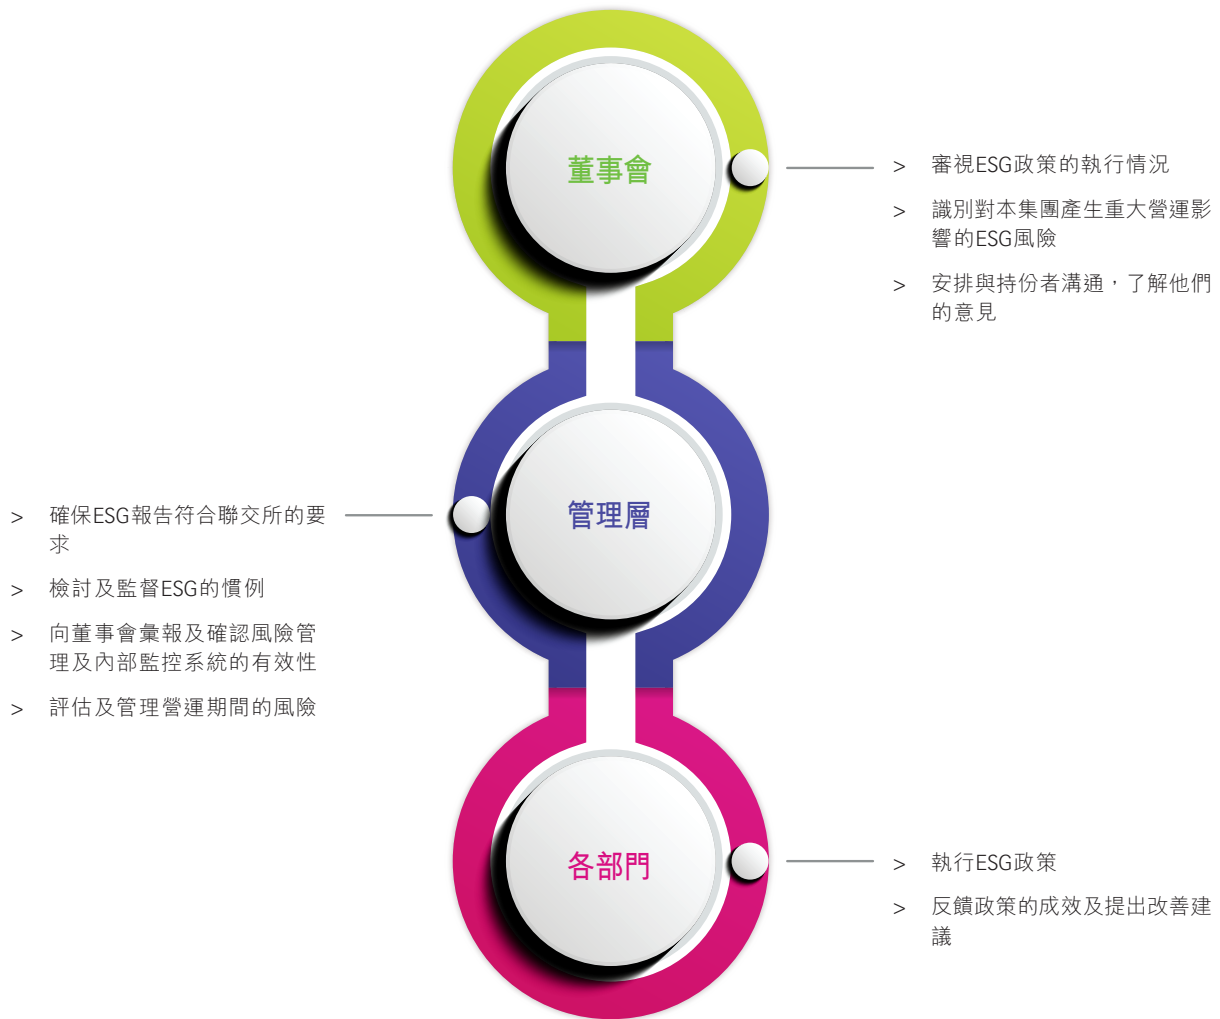 董事會
> 審視ESG政策的執行情況
> 識別對本集團產生重大營運影
響的ESG風險
> 安排與持份者溝通，了解他們
的意見
管理層
> 確保ESG報告符合聯交所的要
求
> 檢討及監督ESG的慣例
> 向董事會彙報及確認風險管
理及內部監控系統的有效性
> 評估及管理營運期間的風險
各部門
> 執行ESG政策
> 反饋政策的成效及提出改善建
議